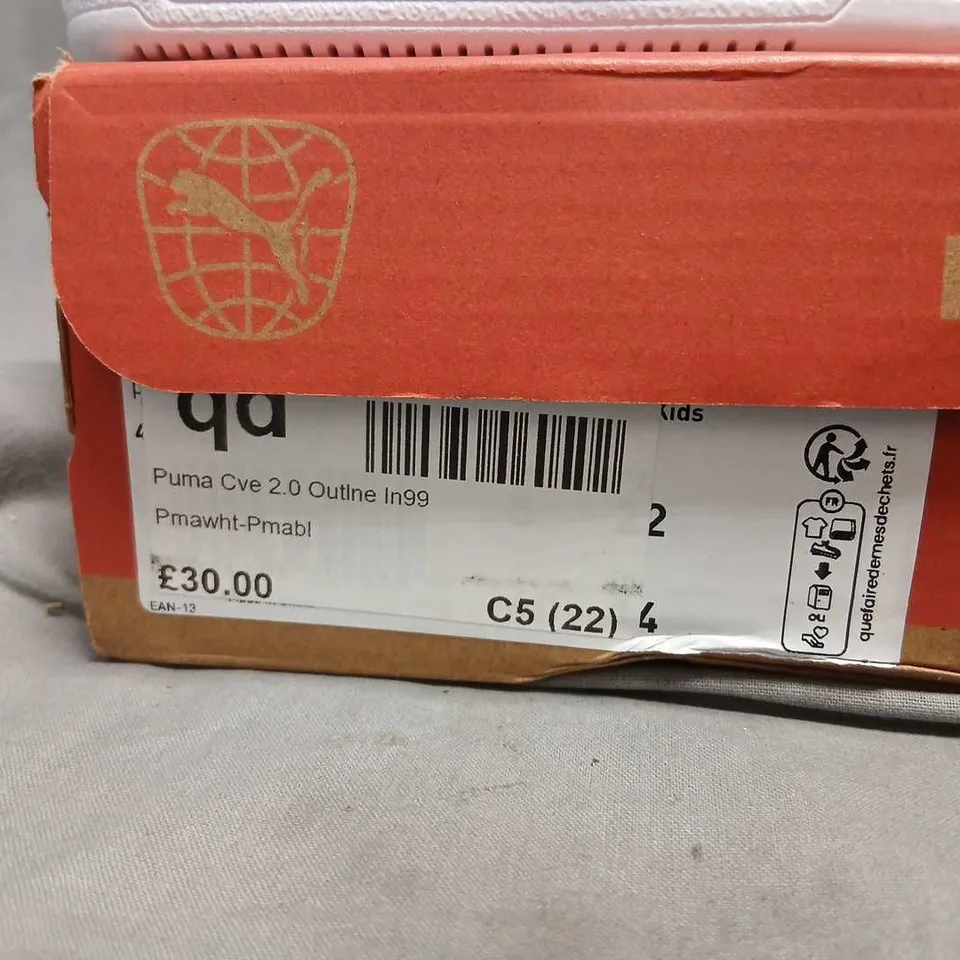 Kids
Puma Cve 2.0 Outlne In99
Pmawht-Pmabl
2
£30.00
EAN-13
C5 (22)
4
FR
quefairedemesdechets.fr